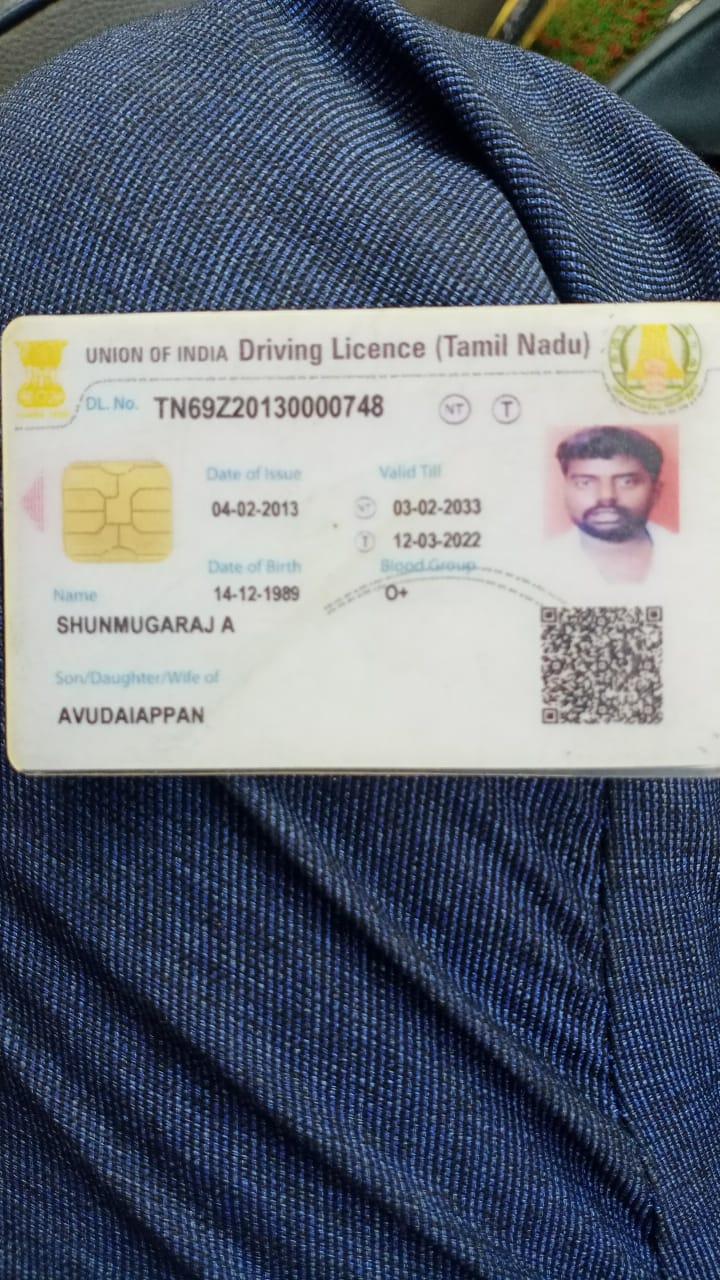 UNION OF INDIA Driving Licence (Tamil Nadu)
DL. No. TN69Z20130000748 NT T
Date of Issue Valid Till
04-02-2013 NT 03-02-2033
T 12-03-2022
Date of Birth Blood Group
14-12-1989 O+
Name
SHUNMUGARAJ A
Son/Daughter/Wife of
AVUDAIAPPAN